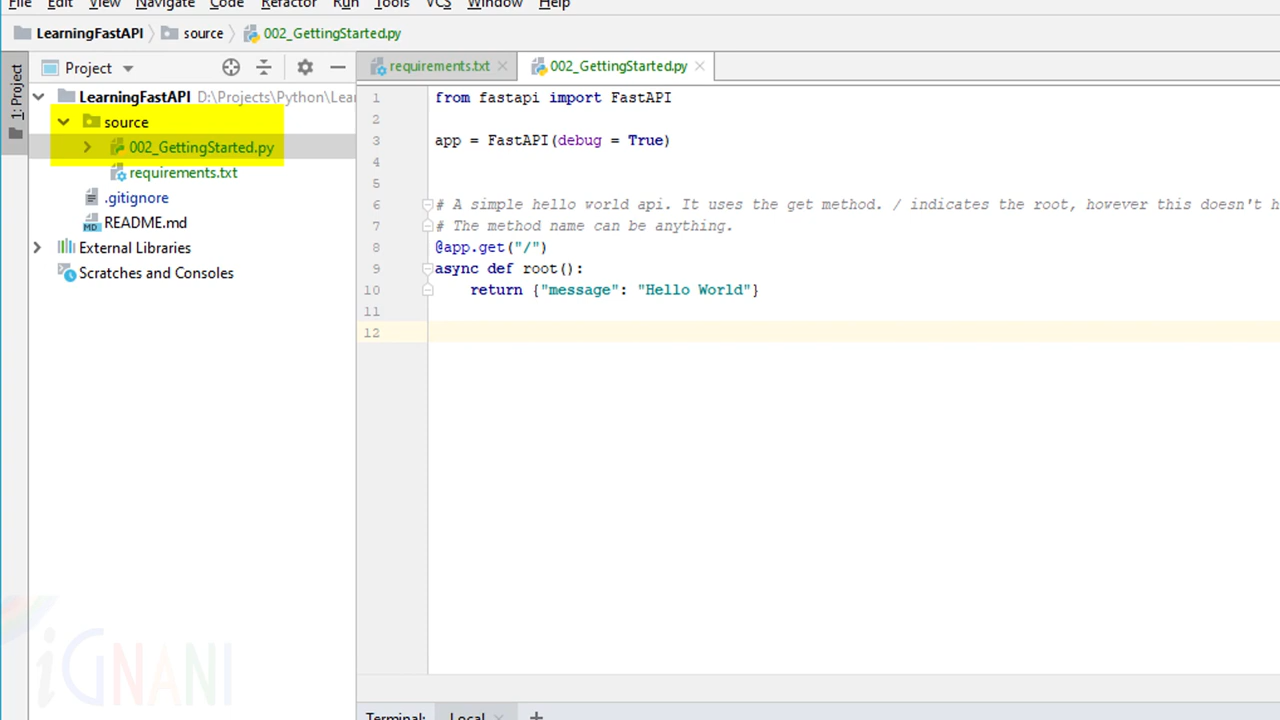 File Edit View Navigate Code Refactor Run Tools VCS Window Help
LearningFastAPI source 002_GettingStarted.py
1: Project
Project
requirements.txt 002_GettingStarted.py
LearningFastAPI D:\Projects\Python\Lear
source
002_GettingStarted.py
requirements.txt
.gitignore
README.md
External Libraries
Scratches and Consoles
1 from fastapi import FastAPI
2
3 app = FastAPI(debug = True)
4
5
6 # A simple hello world api. It uses the get method. / indicates the root, however this doesn't h
7 # The method name can be anything.
8 @app.get("/")
9 async def root():
10 return {"message": "Hello World"}
11
12
iGNANI
Terminal: Local +